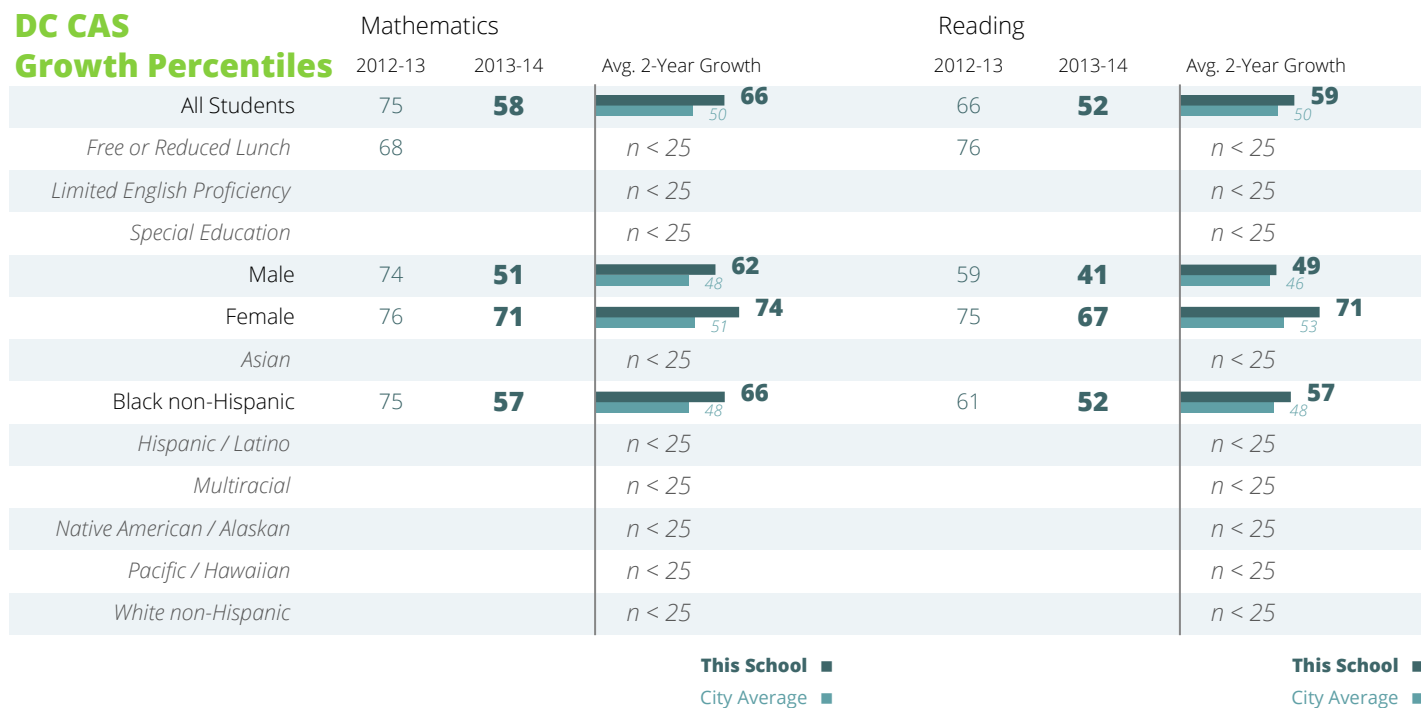 DC CAS
Growth Percentiles
Mathematics Reading
2012-13 2013-14 Avg. 2-Year Growth 2012-13 2013-14 Avg. 2-Year Growth
All Students 75 58 66 50 66 52 59 50
Free or Reduced Lunch 68 n < 25 76 n < 25
Limited English Proficiency n < 25 n < 25
Special Education n < 25 n < 25
Male 74 51 62 48 59 41 49 46
Female 76 71 74 51 75 67 71 53
Asian n < 25 n < 25
Black non-Hispanic 75 57 66 48 61 52 57 48
Hispanic / Latino n < 25 n < 25
Multiracial n < 25 n < 25
Native American / Alaskan n < 25 n < 25
Pacific / Hawaiian n < 25 n < 25
White non-Hispanic n < 25 n < 25
This School This School
City Average City Average